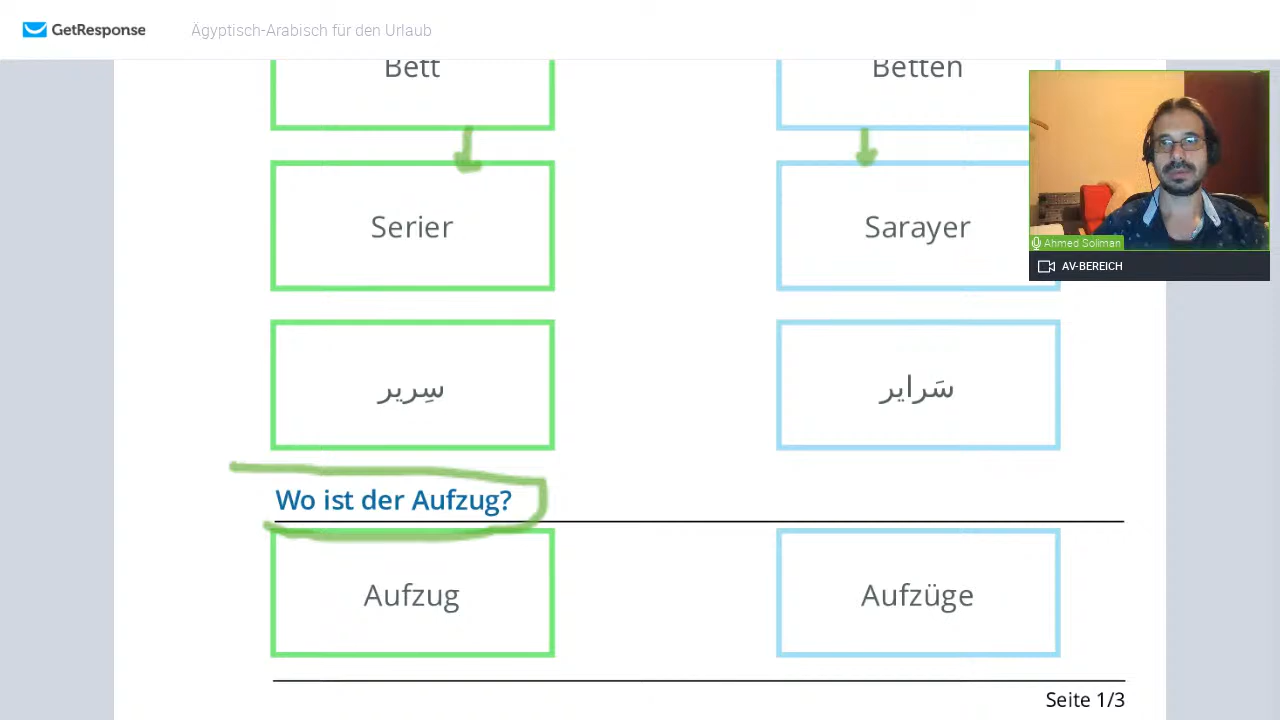 GetResponse Ägyptisch-Arabisch für den Urlaub
Bett Betten
Serier Sarayer
Ahmed Soliman
AV-BEREICH
سِرير سَراير
Wo ist der Aufzug?
Aufzug Aufzüge
Seite 1/3